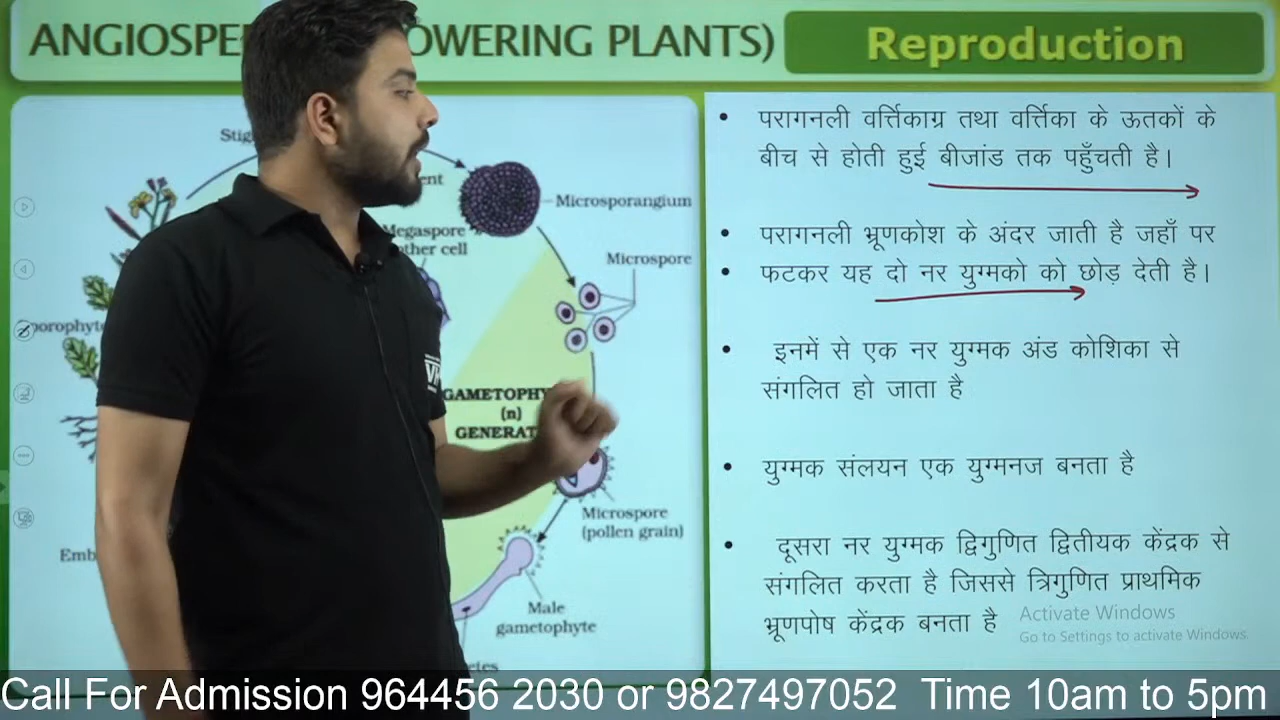 ANGIOSPE OWERING PLANTS)
Reproduction
Microsporangium
Megaspore
other cell
Microspore
GAMETOPHY
(n)
GENERAT
Microspore
(pollen grain)
Male
gametophyte
• परागनली वर्त्तिकाग्र तथा वर्त्तिका के ऊतकों के
बीच से होती हुई बीजांड तक पहुँचती है।
• परागनली भ्रूणकोश के अंदर जाती है जहाँ पर
• फटकर यह दो नर युग्मको को छोड़ देती है।
• इनमें से एक नर युग्मक अंड कोशिका से
संगलित हो जाता है
• युग्मक संलयन एक युग्मनज बनता है
• दूसरा नर युग्मक द्विगुणित द्वितीयक केंद्रक से
संगलित करता है जिससे त्रिगुणित प्राथमिक
भ्रूणपोष केंद्रक बनता है
Activate Windows
Go to Settings to activate Windows.
Call For Admission 964456 2030 or 9827497052 Time 10am to 5pm